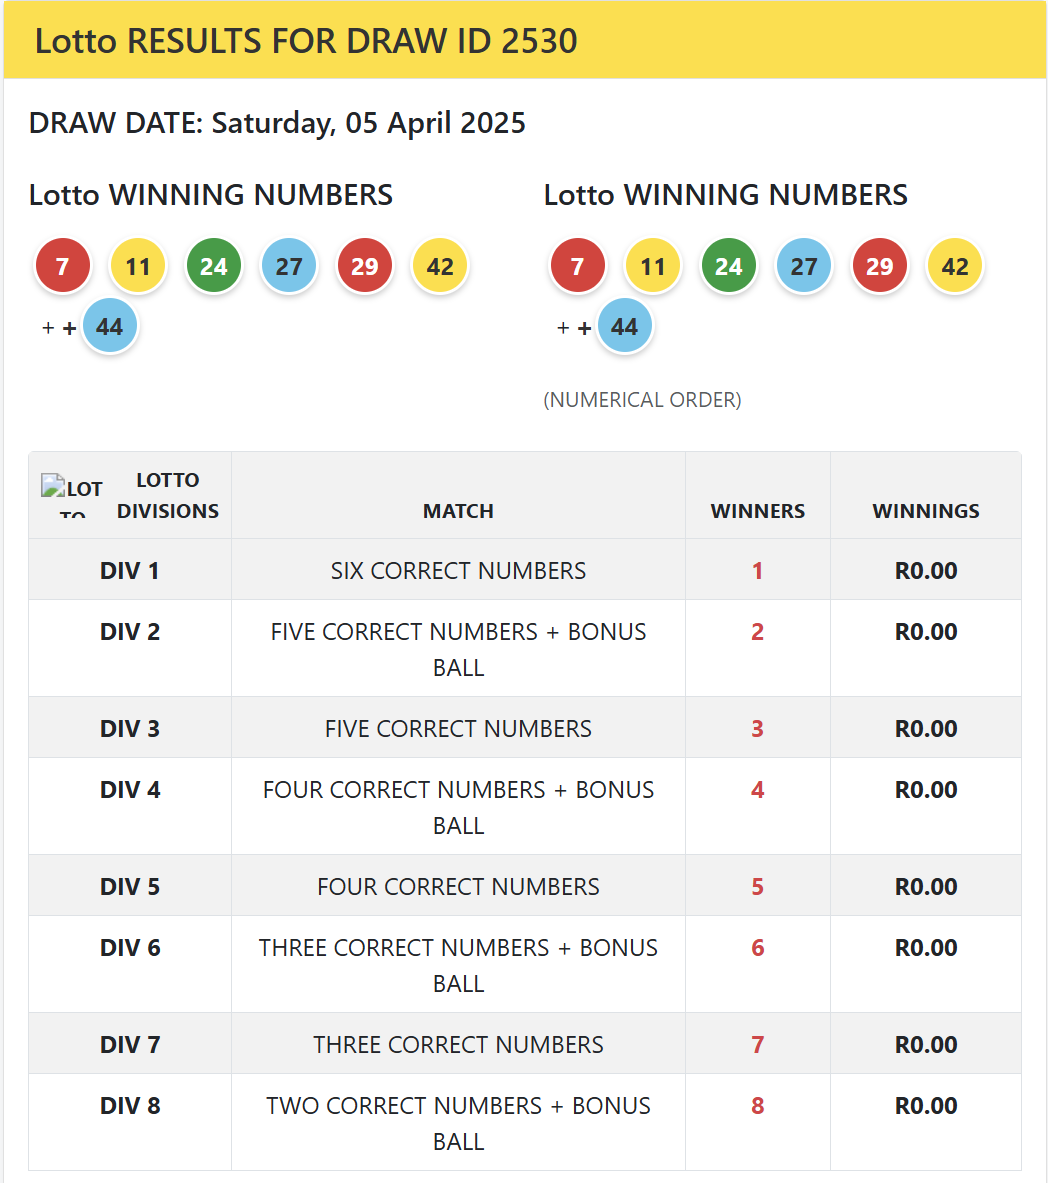 Lotto RESULTS FOR DRAW ID 2530
DRAW DATE: Saturday, 05 April 2025
Lotto WINNING NUMBERS
7 11 24 27 29 42
+ + 44
Lotto WINNING NUMBERS
7 11 24 27 29 42
+ + 44
(NUMERICAL ORDER)
LOT
TO
LOTTO
DIVISIONS
MATCH
WINNERS
WINNINGS
DIV 1 SIX CORRECT NUMBERS 1 R0.00
DIV 2 FIVE CORRECT NUMBERS + BONUS 2 R0.00
BALL
DIV 3 FIVE CORRECT NUMBERS 3 R0.00
DIV 4 FOUR CORRECT NUMBERS + BONUS 4 R0.00
BALL
DIV 5 FOUR CORRECT NUMBERS 5 R0.00
DIV 6 THREE CORRECT NUMBERS + BONUS 6 R0.00
BALL
DIV 7 THREE CORRECT NUMBERS 7 R0.00
DIV 8 TWO CORRECT NUMBERS + BONUS 8 R0.00
BALL